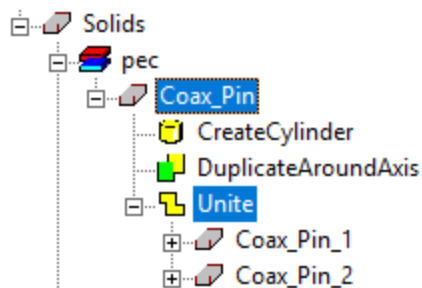 Solids
pec
Coax_Pin
CreateCylinder
DuplicateAroundAxis
Unite
Coax_Pin_1
Coax_Pin_2